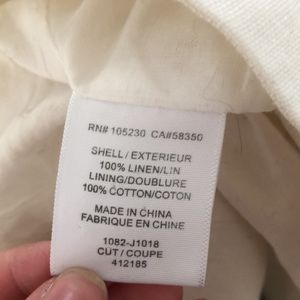 RN# 105230 CA#58350
SHELL / EXTERIEUR
100% LINEN/LIN
LINING/DOUBLURE
100% COTTON/COTON
MADE IN CHINA
FABRIQUE EN CHINE
1082-J1018
CUT / COUPE
412185